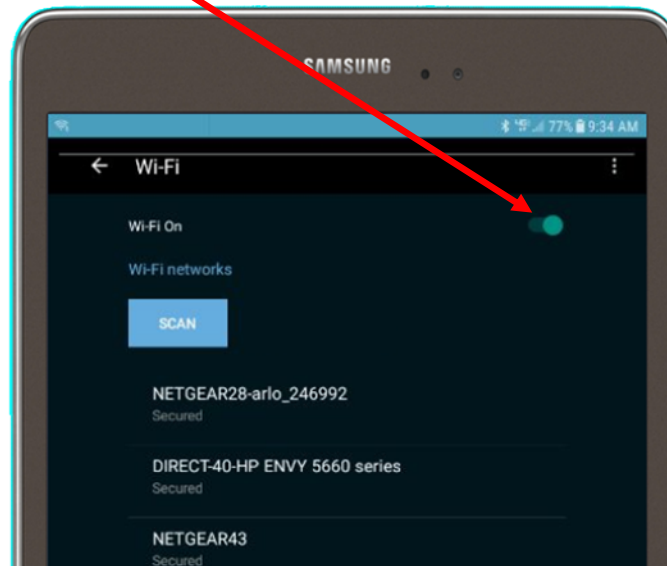 SAMSUNG
77% 9:34 AM
Wi-Fi
Wi-Fi On
Wi-Fi networks
SCAN
NETGEAR28-arlo_246992
Secured
DIRECT-40-HP ENVY 5660 series
Secured
NETGEAR43
Secured